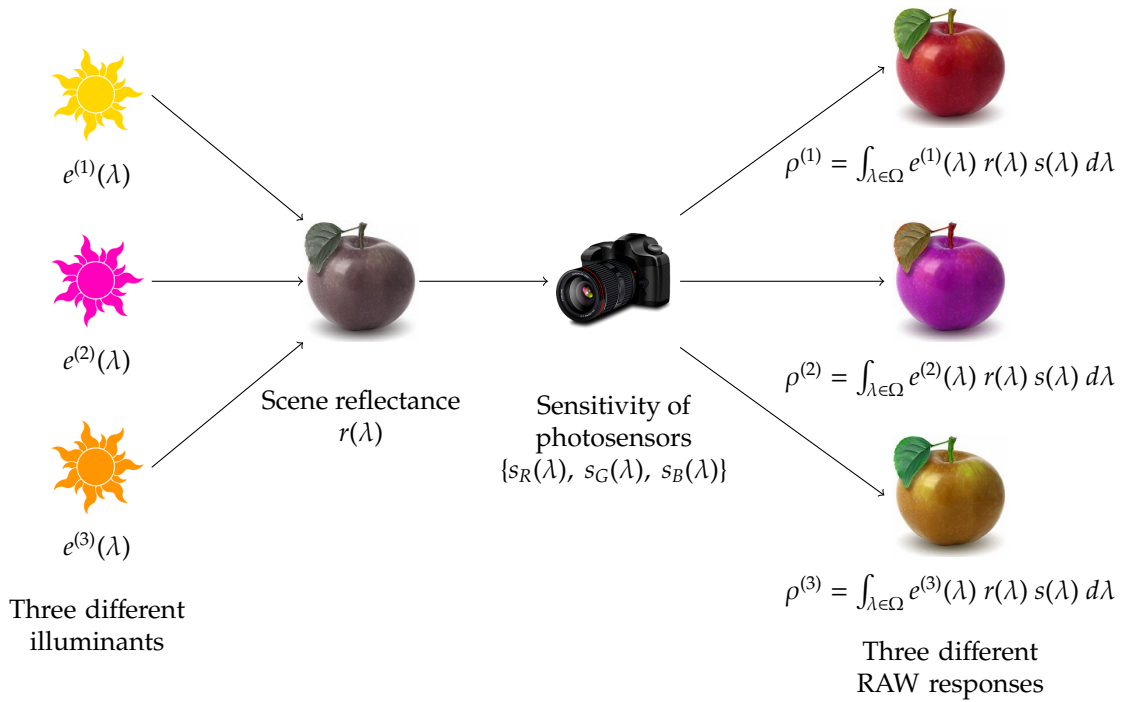 e⁽¹⁾(λ)
e⁽²⁾(λ)
e⁽³⁾(λ)
Three different
illuminants
Scene reflectance
r(λ)
Sensitivity of
photosensors
{s_R(λ), s_G(λ), s_B(λ)}
ρ⁽¹⁾ = ∫_{λ∈Ω} e⁽¹⁾(λ) r(λ) s(λ) dλ
ρ⁽²⁾ = ∫_{λ∈Ω} e⁽²⁾(λ) r(λ) s(λ) dλ
ρ⁽³⁾ = ∫_{λ∈Ω} e⁽³⁾(λ) r(λ) s(λ) dλ
Three different
RAW responses